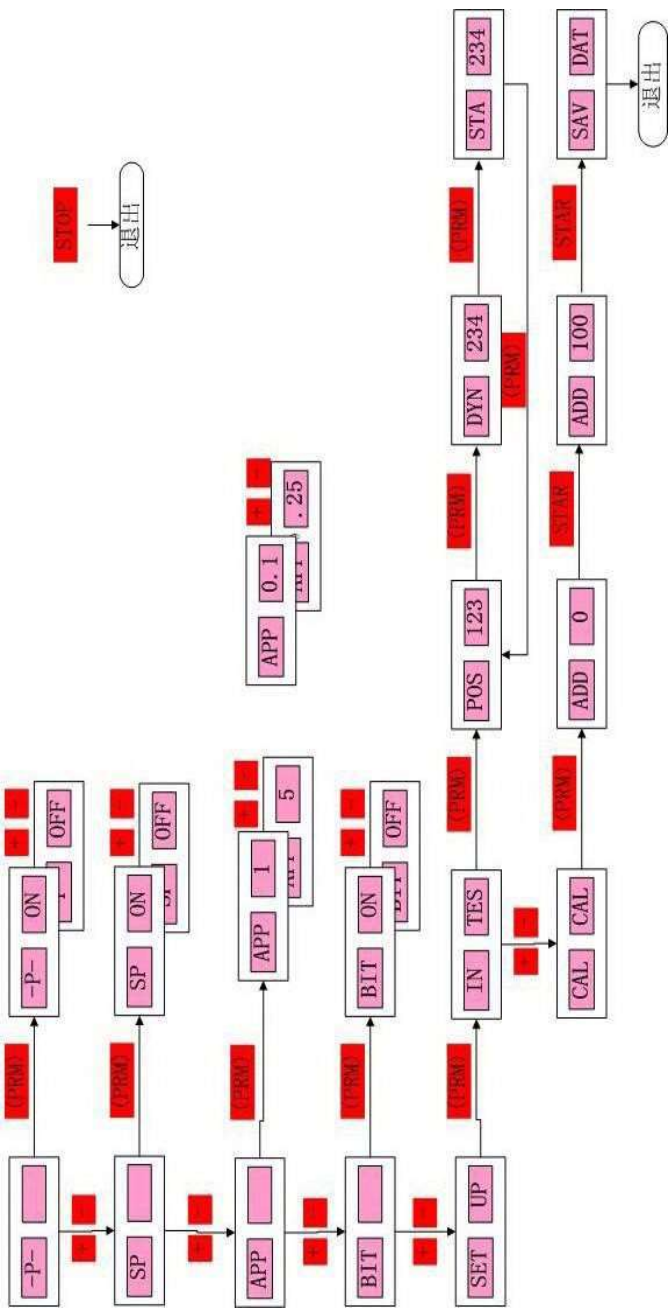 STOP
退出
-P-
(PRM)
-P- ON
OFF
+ -
+ -
SP
(PRM)
SP ON
OFF
+ -
+ -
APP
(PRM)
APP 1
5
+ -
APP 0.1
.25
+ -
+ -
BIT
(PRM)
BIT ON
OFF
+ -
+ -
SET UP
(PRM)
IN TES
(PRM)
POS 123
(PRM)
DYN 234
(PRM)
STA 234
(PRM)
+ -
CAL CAL
(PRM)
ADD 0
STAR
ADD 100
STAR
SAV DAT
退出